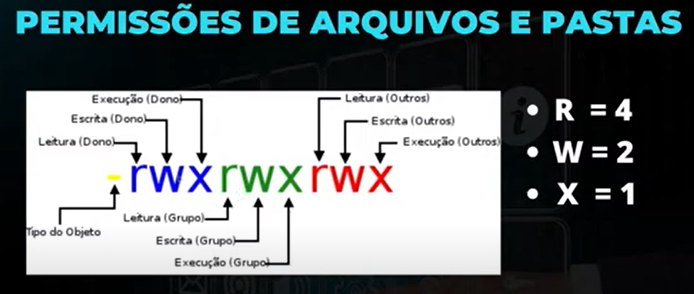 PERMISSÕES DE ARQUIVOS E PASTAS
Execução (Dono)
Escrita (Dono)
Leitura (Dono)
Leitura (Outros)
Escrita (Outros)
Execução (Outros)
-rwxrwxrwx
Tipo do Objeto
Leitura (Grupo)
Escrita (Grupo)
Execução (Grupo)
• R = 4
• W = 2
• X = 1